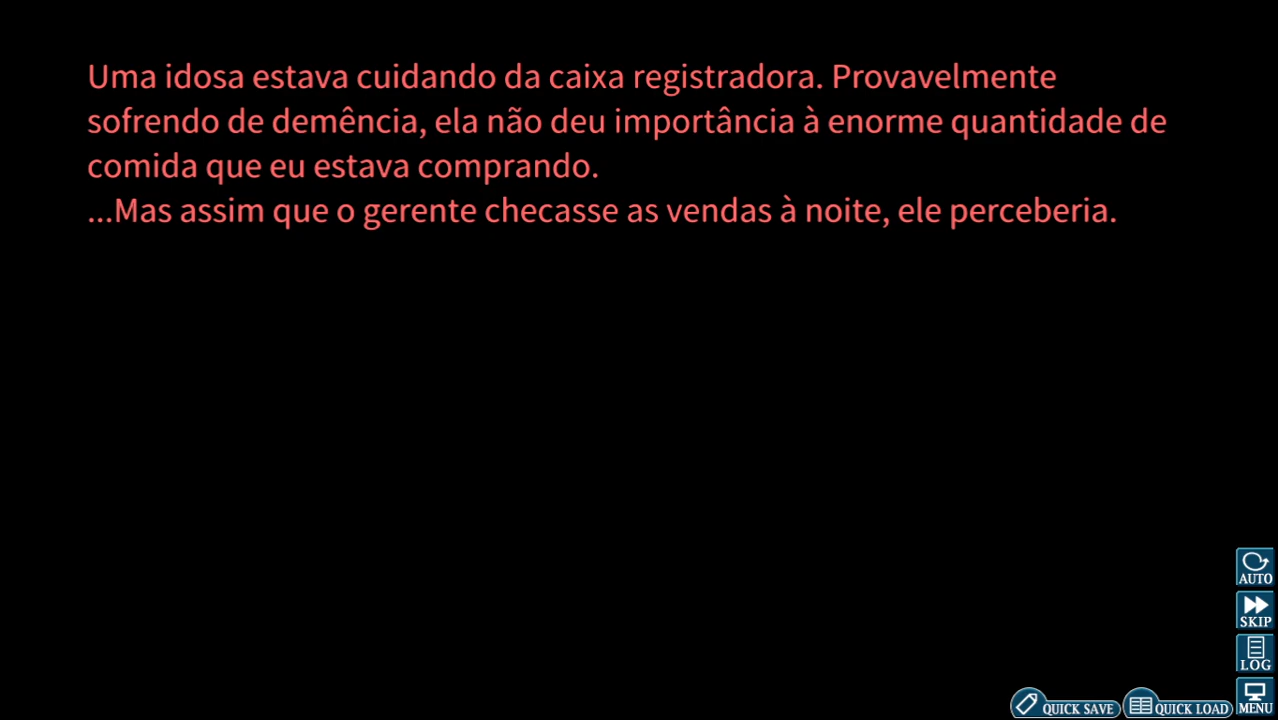 Uma idosa estava cuidando da caixa registradora. Provavelmente
sofrendo de demência, ela não deu importância à enorme quantidade de
comida que eu estava comprando.
...Mas assim que o gerente checasse as vendas à noite, ele perceberia.
AUTO
SKIP
LOG
QUICK SAVE
QUICK LOAD
MENU